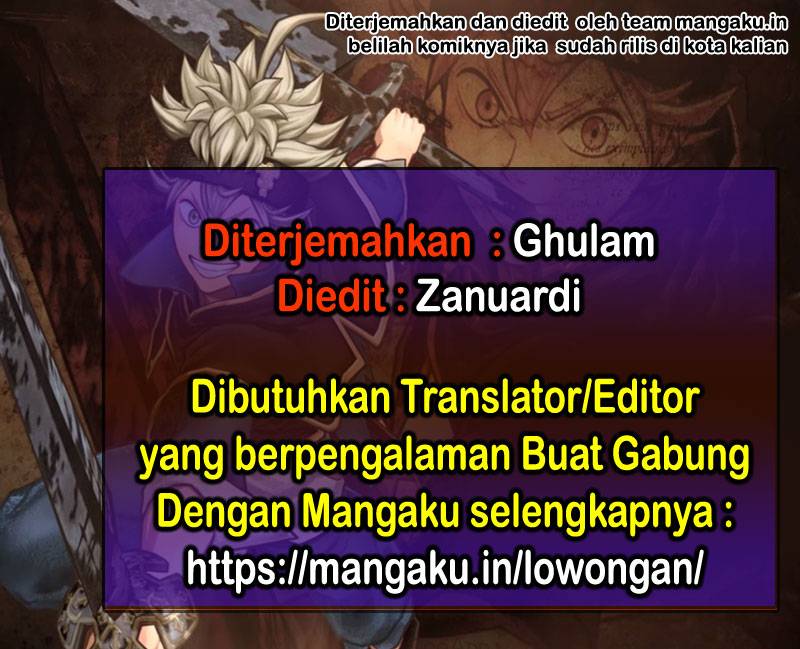 Diterjemahkan dan diedit oleh team mangaku.in
belilah komiknya jika sudah rilis di kota kalian
Diterjemahkan : Ghulam
Diedit : Zanuardi
Dibutuhkan Translator/Editor
yang berpengalaman Buat Gabung
Dengan Mangaku selengkapnya :
https://mangaku.in/lowongan/